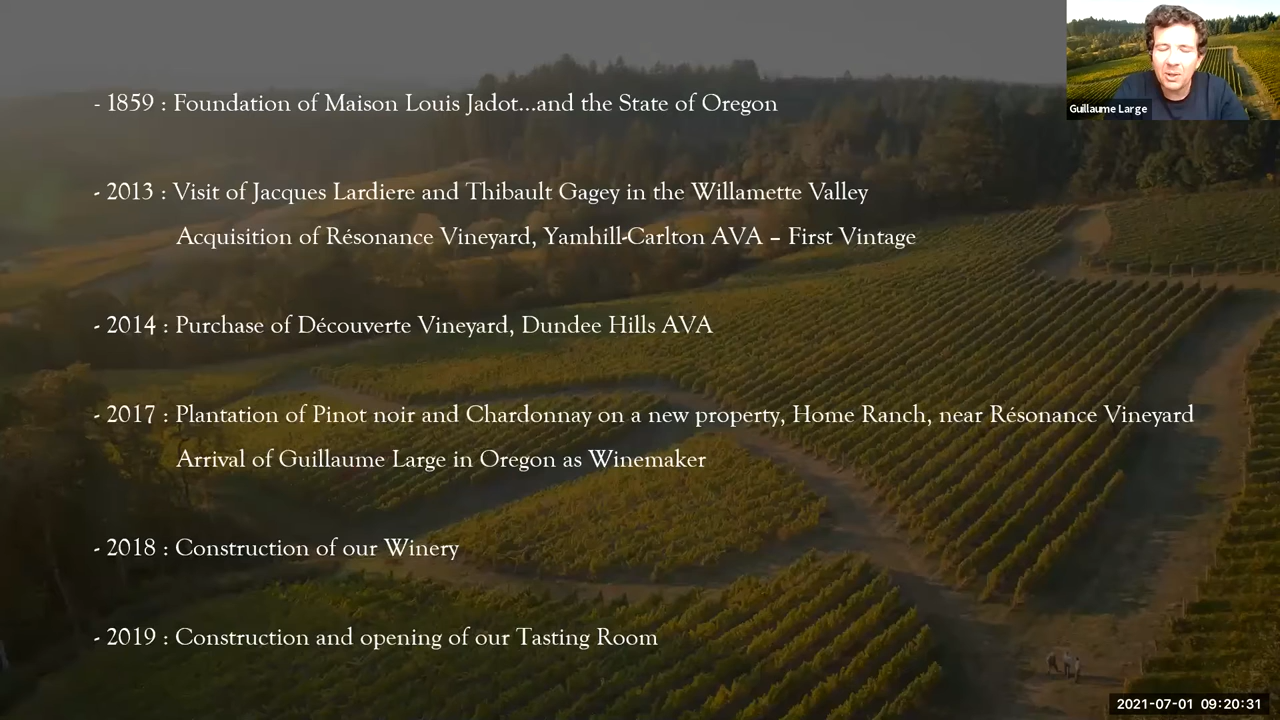 - 1859 : Foundation of Maison Louis Jadot...and the State of Oregon
Guillaume Large
- 2013 : Visit of Jacques Lardiere and Thibault Gagey in the Willamette Valley
Acquisition of Résonance Vineyard, Yamhill-Carlton AVA – First Vintage
- 2014 : Purchase of Découverte Vineyard, Dundee Hills AVA
- 2017 : Plantation of Pinot noir and Chardonnay on a new property, Home Ranch, near Résonance Vineyard
Arrival of Guillaume Large in Oregon as Winemaker
- 2018 : Construction of our Winery
- 2019 : Construction and opening of our Tasting Room
2021-07-01 09:20:31